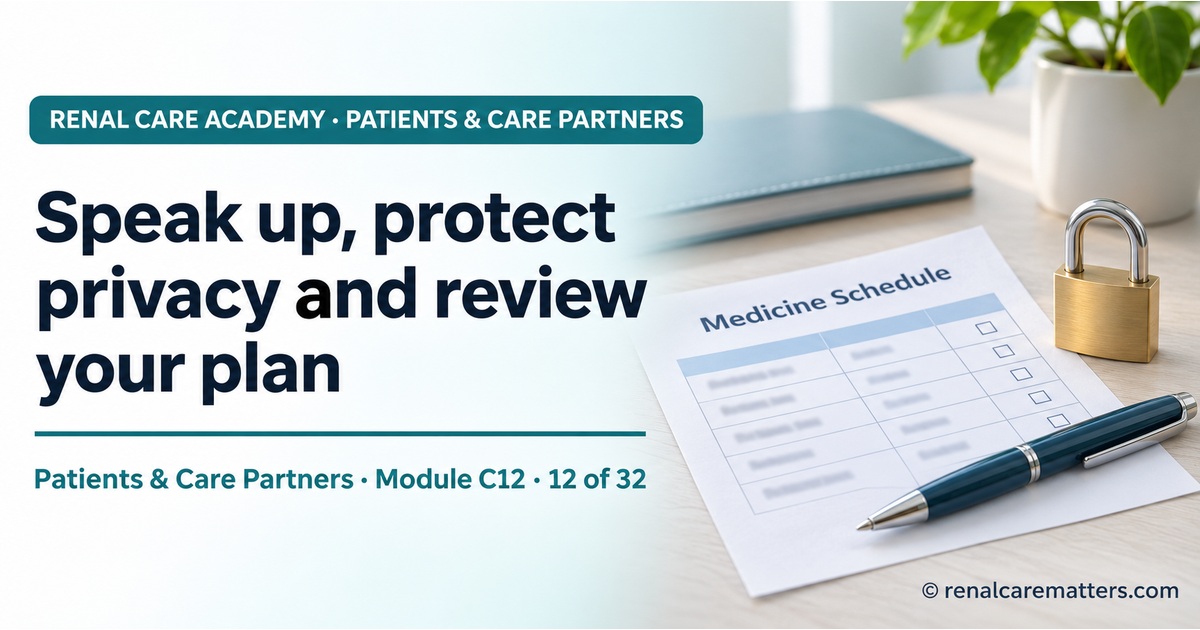 RENAL CARE ACADEMY · PATIENTS & CARE PARTNERS
Speak up, protect
privacy and review
your plan
Patients & Care Partners · Module C12 · 12 of 32
Medicine Schedule
© renalcarematters.com